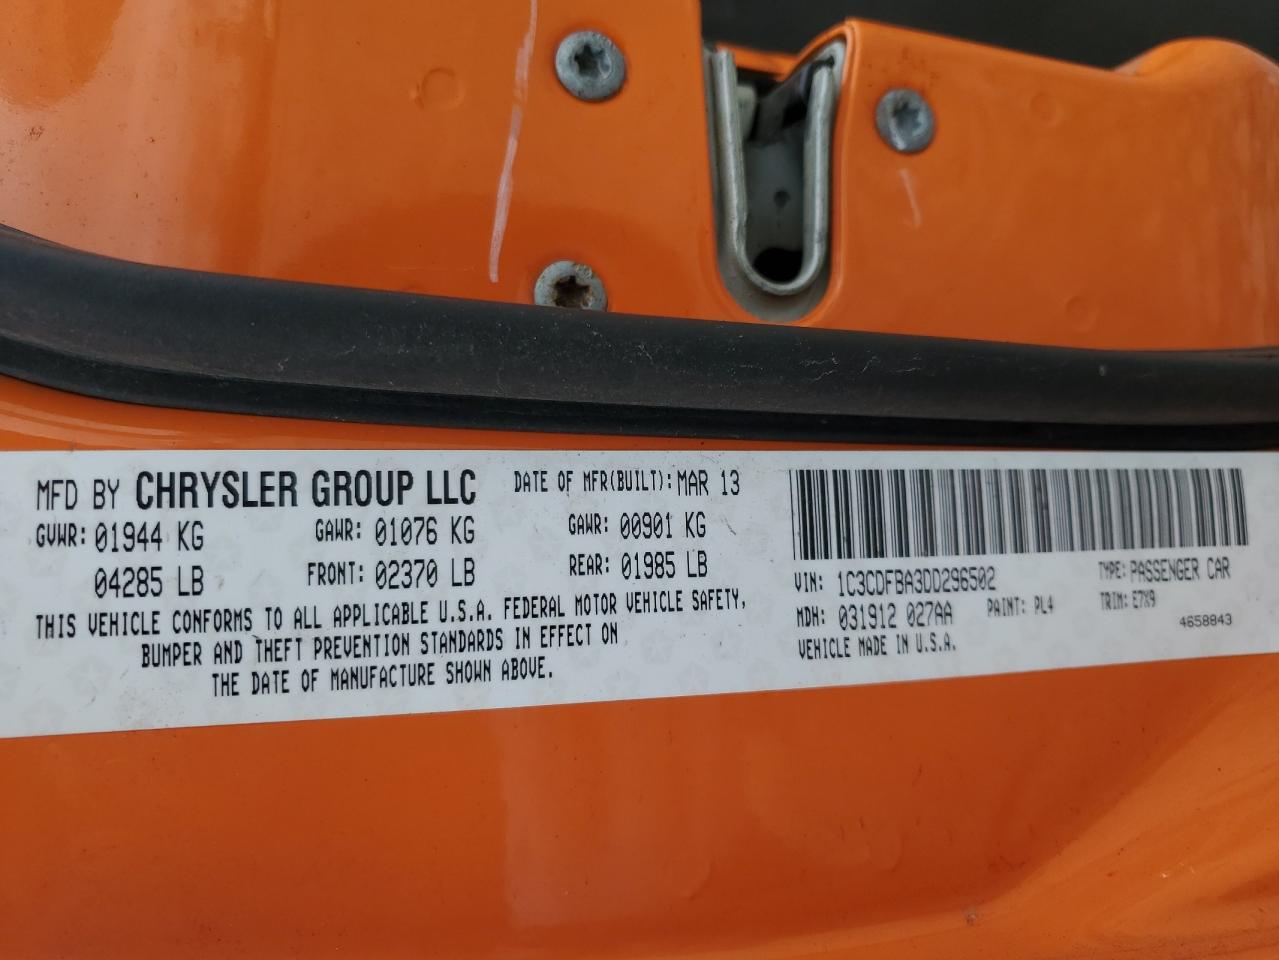 MFD BY CHRYSLER GROUP LLC DATE OF MFR(BUILT): MAR 13
GVWR: 01944 KG GAWR: 01076 KG GAWR: 00901 KG
04285 LB FRONT: 02370 LB REAR: 01985 LB
THIS VEHICLE CONFORMS TO ALL APPLICABLE U.S.A. FEDERAL MOTOR VEHICLE SAFETY,
BUMPER AND THEFT PREVENTION STANDARDS IN EFFECT ON
THE DATE OF MANUFACTURE SHOWN ABOVE.
VIN: 1C3CDFBA3DD296502 TYPE: PASSENGER CAR
MDH: 031912 027AA PAINT: PL4 TRIM: E7X9
VEHICLE MADE IN U.S.A. 4658843